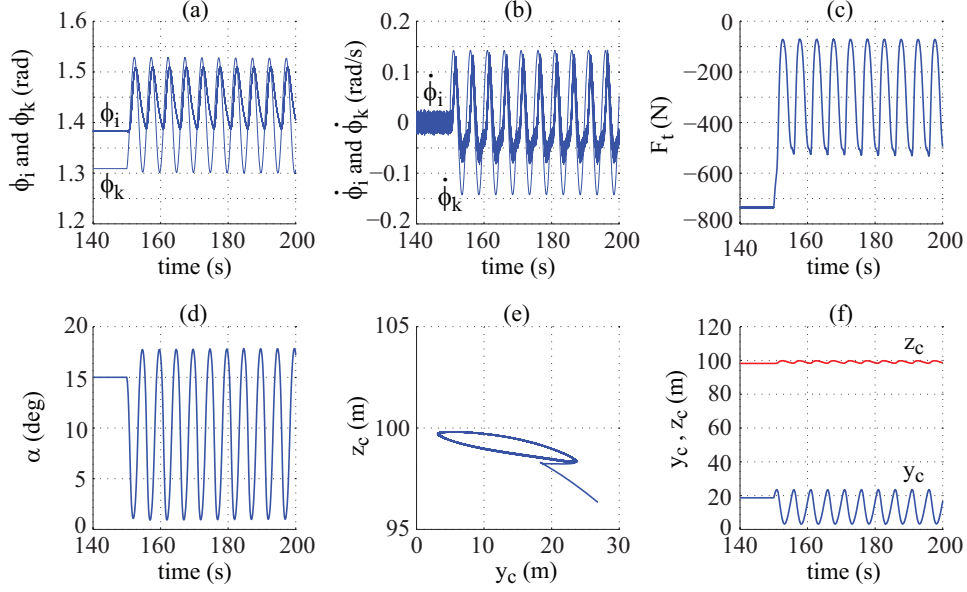 (a)
1.6
1.5
1.4
1.3
1.2
ϕi
ϕk
ϕi and ϕk (rad)
140 160 180 200
time (s)
(b)
0.2
0.1
0
−0.1
−0.2
ϕ̇i
ϕ̇k
ϕ̇i and ϕ̇k (rad/s)
140 160 180 200
time (s)
(c)
0
−200
−400
−600
−800
Ft (N)
140 160 180 200
time (s)
(d)
20
15
10
5
0
α (deg)
140 160 180 200
time (s)
(e)
105
100
95
zc (m)
0 10 20 30
yc (m)
(f)
120
100
80
60
40
20
0
zc
yc
yc , zc (m)
140 160 180 200
time (s)